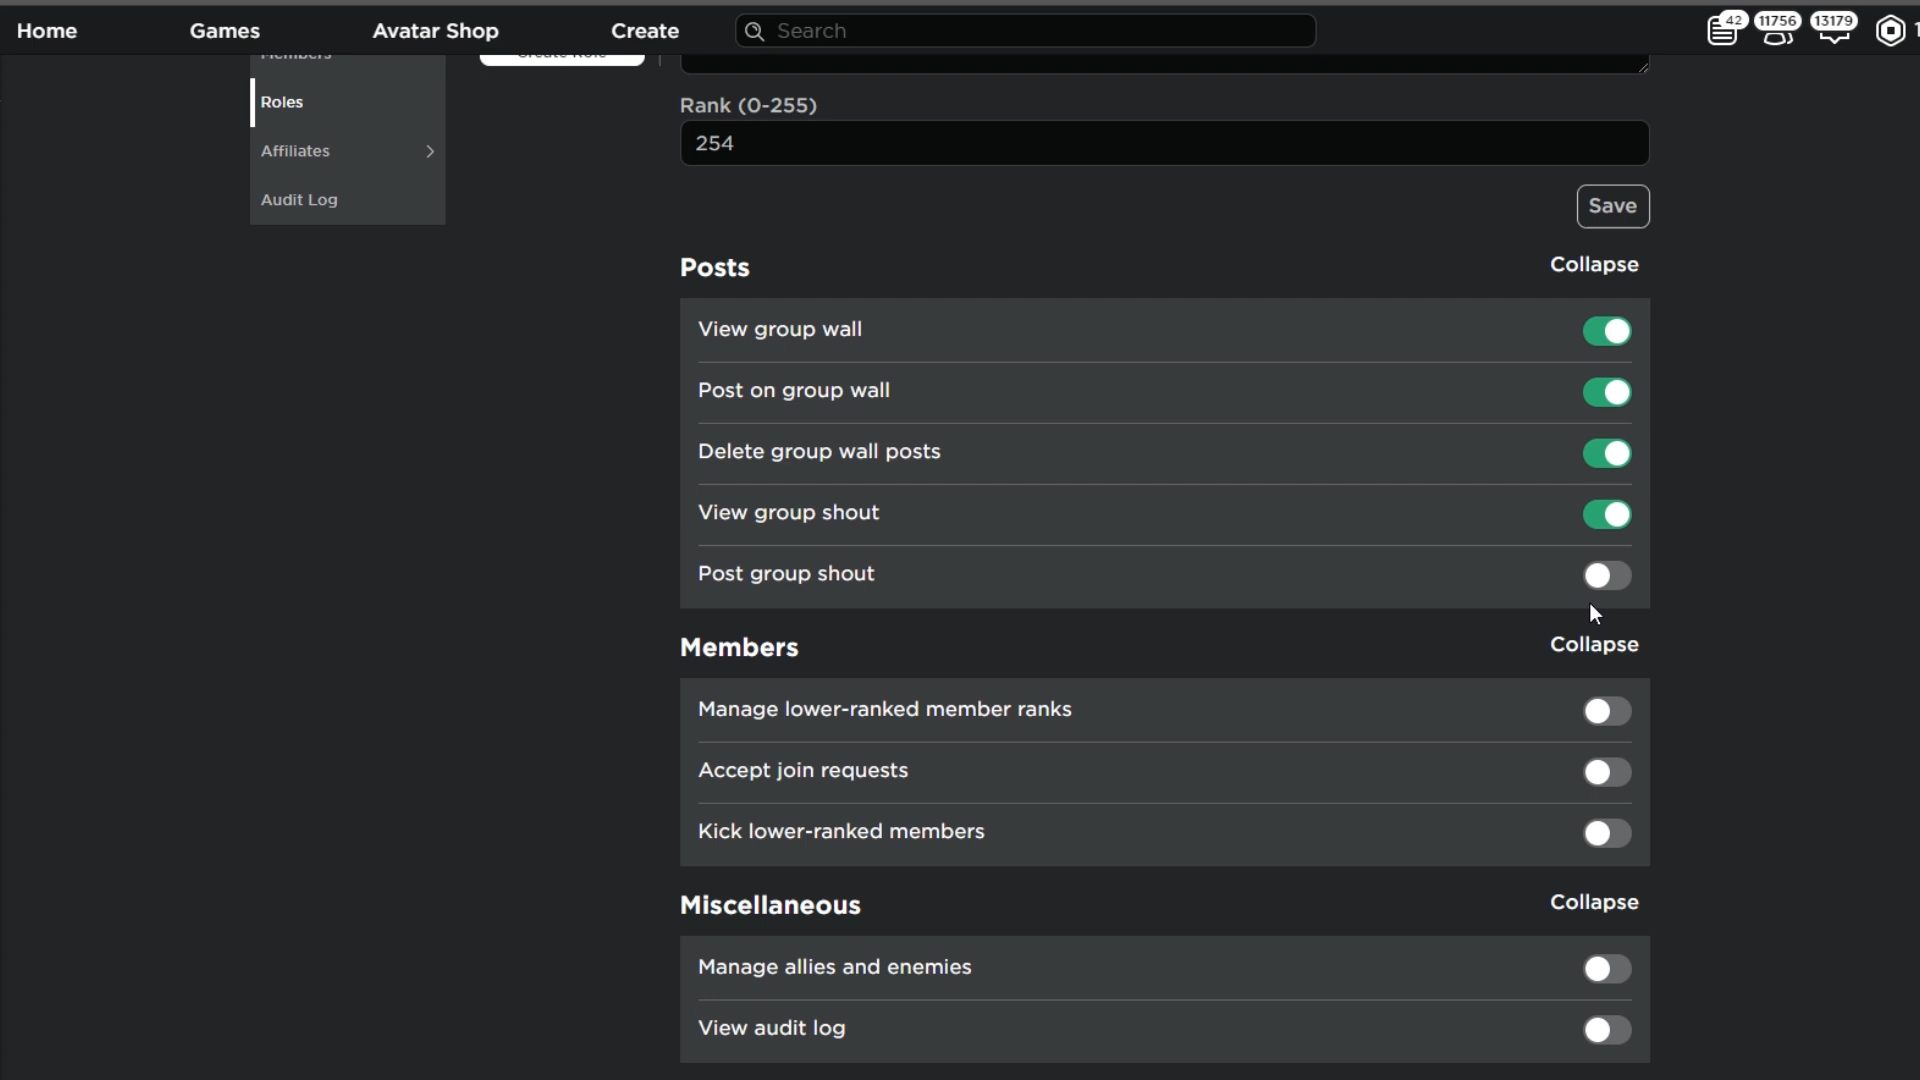 Home Games Avatar Shop Create Search 42 11756 13179
Members
Create Role
Roles
Affiliates
Audit Log
Rank (0-255)
254
Save
Posts Collapse
View group wall
Post on group wall
Delete group wall posts
View group shout
Post group shout
Members Collapse
Manage lower-ranked member ranks
Accept join requests
Kick lower-ranked members
Miscellaneous Collapse
Manage allies and enemies
View audit log